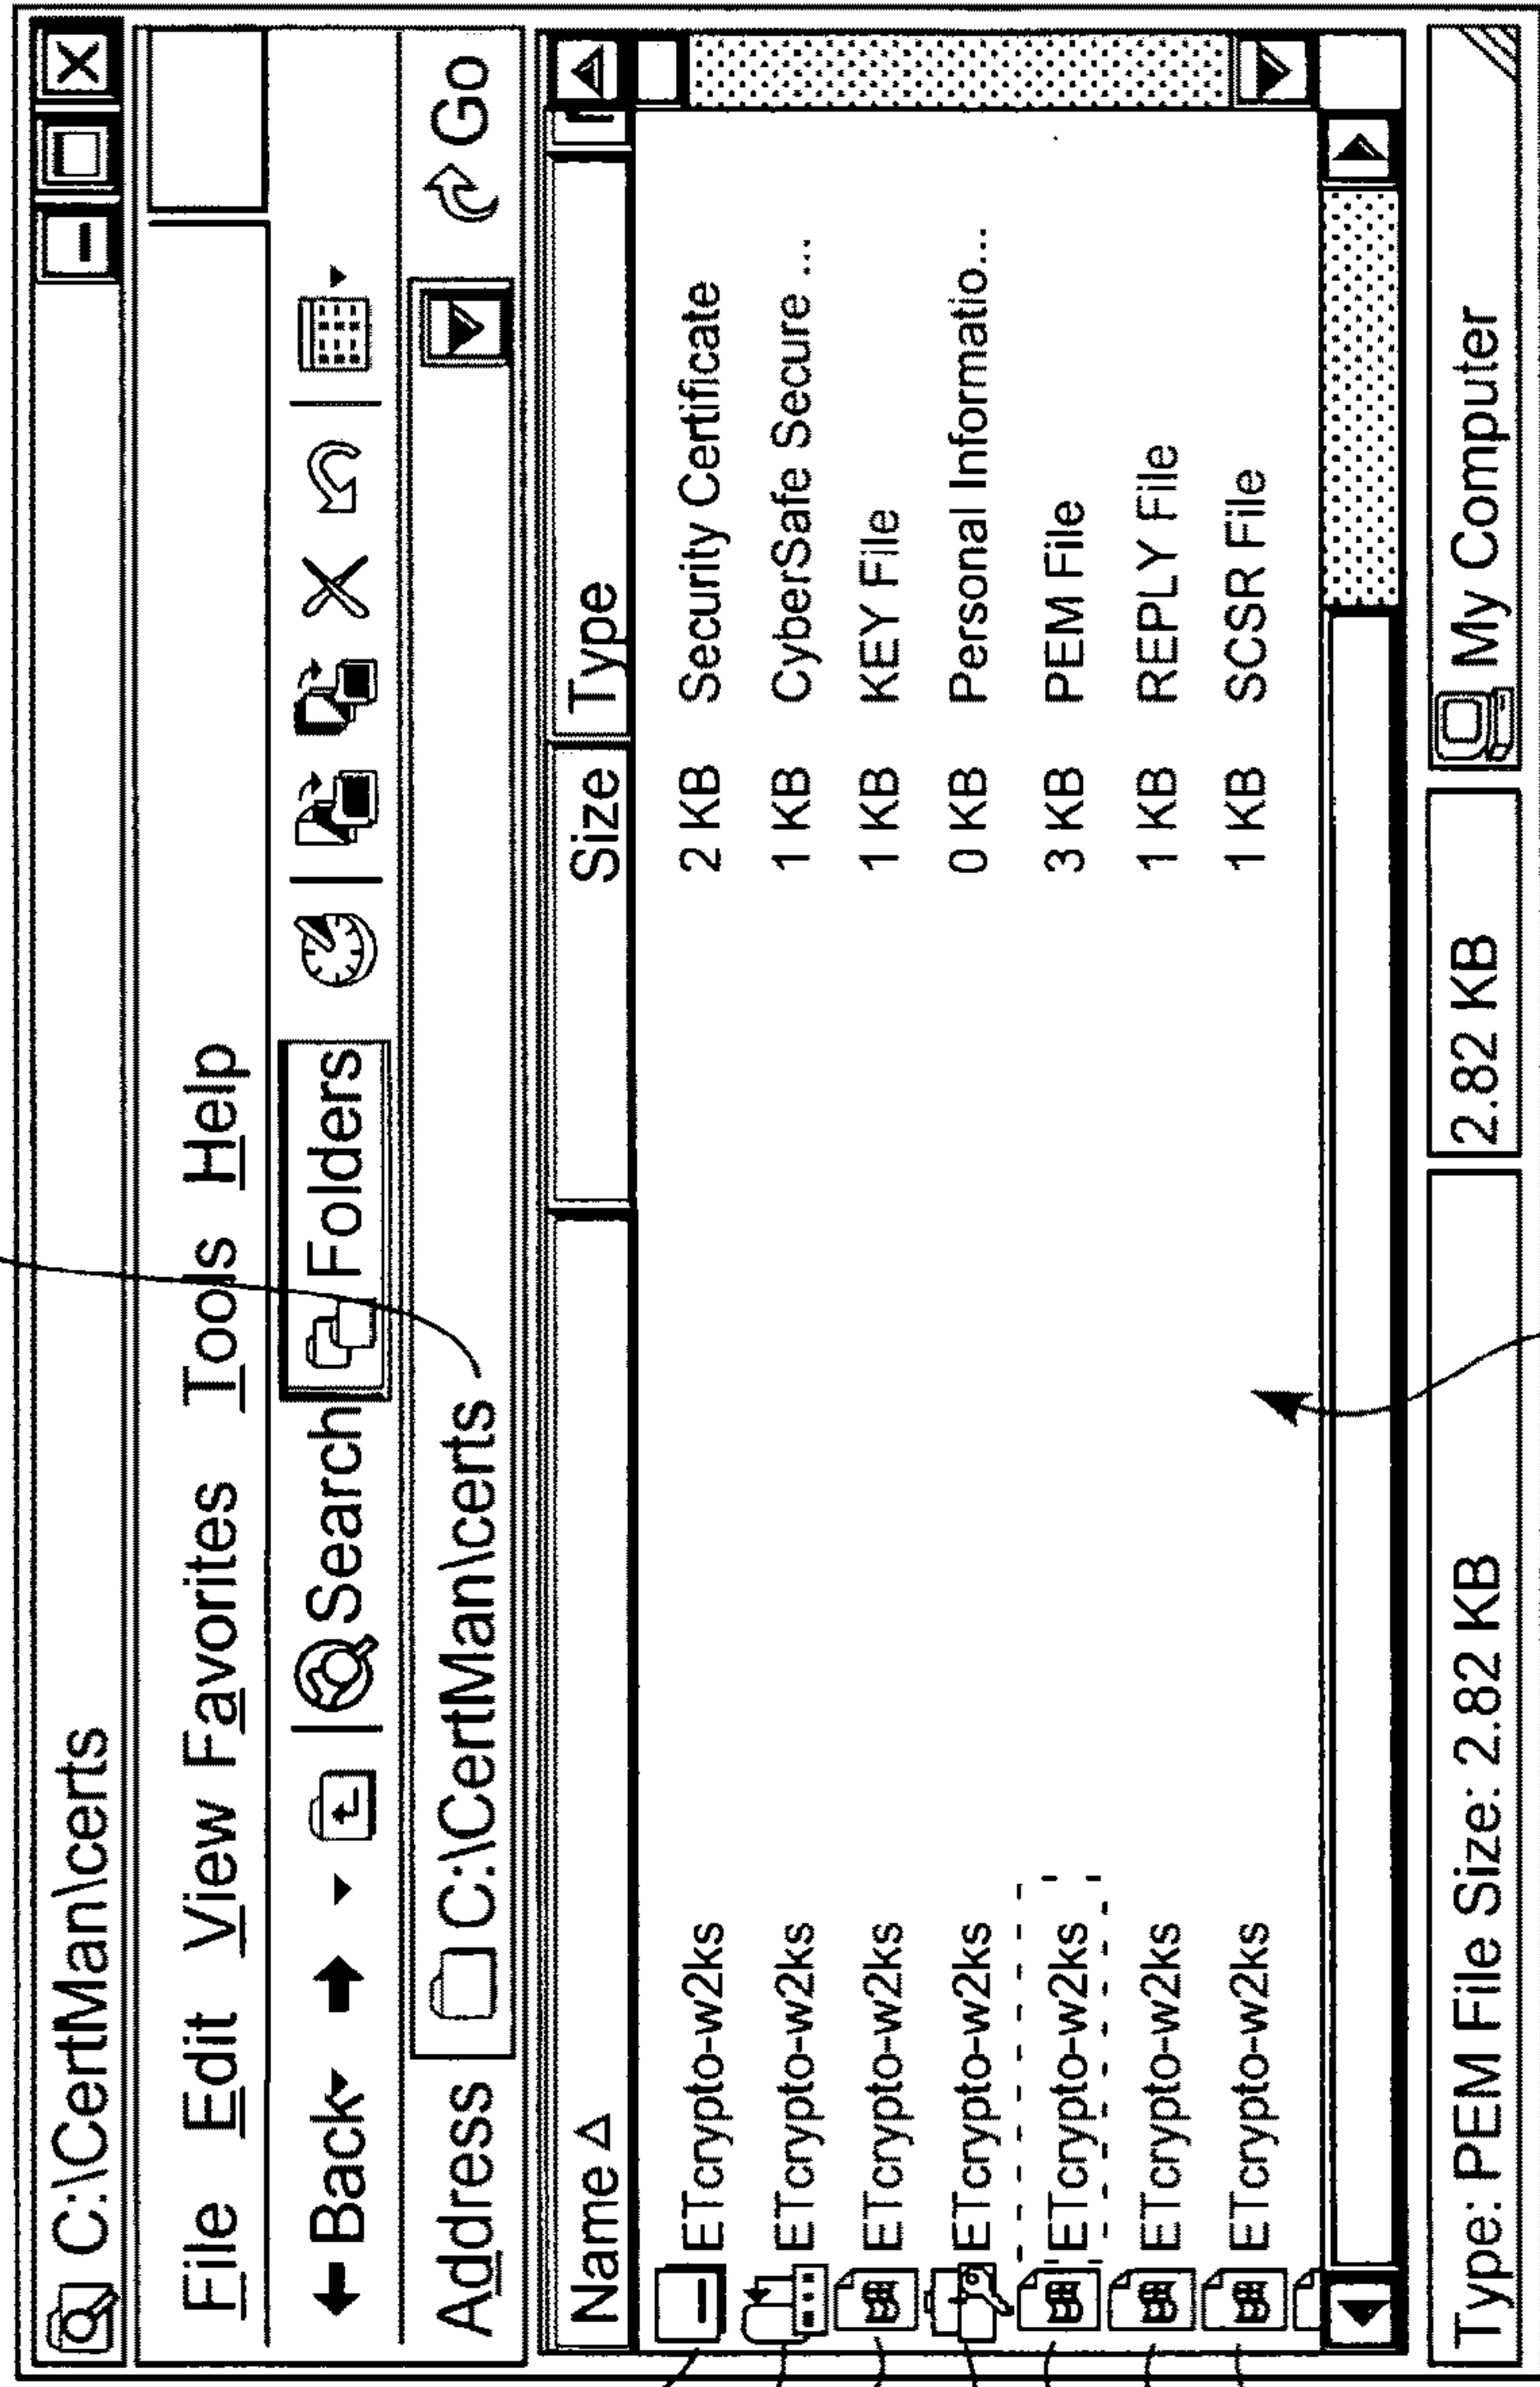 C:\CertMan\certs
File Edit View Favorites Tools Help
Back Search Folders
Address C:\CertMan\certs Go
Name Size Type
ETcrypto-w2ks 2 KB Security Certificate
ETcrypto-w2ks 1 KB CyberSafe Secure ...
ETcrypto-w2ks 1 KB KEY File
ETcrypto-w2ks 0 KB Personal Informatio...
ETcrypto-w2ks 3 KB PEM File
ETcrypto-w2ks 1 KB REPLY File
ETcrypto-w2ks 1 KB SCSR File
Type: PEM File Size: 2.82 KB 2.82 KB My Computer